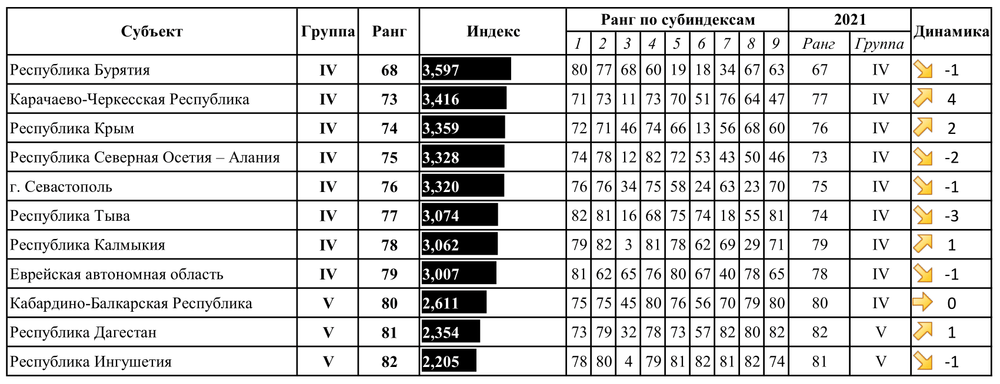 Субъект Группа Ранг Индекс Ранг по субиндексам 2021 Динамика
1 2 3 4 5 6 7 8 9 Ранг Группа
Республика Бурятия IV 68 3,597 80 77 68 60 19 18 34 67 63 67 IV -1
Карачаево-Черкесская Республика IV 73 3,416 71 73 11 73 70 51 76 64 47 77 IV 4
Республика Крым IV 74 3,359 72 71 46 74 66 13 56 68 60 76 IV 2
Республика Северная Осетия – Алания IV 75 3,328 74 78 12 82 72 53 43 50 46 73 IV -2
г. Севастополь IV 76 3,320 76 76 34 75 58 24 63 23 70 75 IV -1
Республика Тыва IV 77 3,074 82 81 16 68 75 74 18 55 81 74 IV -3
Республика Калмыкия IV 78 3,062 79 82 3 81 78 62 69 29 71 79 IV 1
Еврейская автономная область IV 79 3,007 81 62 65 76 80 67 40 78 65 78 IV -1
Кабардино-Балкарская Республика V 80 2,611 75 75 45 80 76 56 70 79 80 80 IV 0
Республика Дагестан V 81 2,354 73 79 32 78 73 57 82 80 82 82 V 1
Республика Ингушетия V 82 2,205 78 80 4 79 81 82 81 82 74 81 V -1